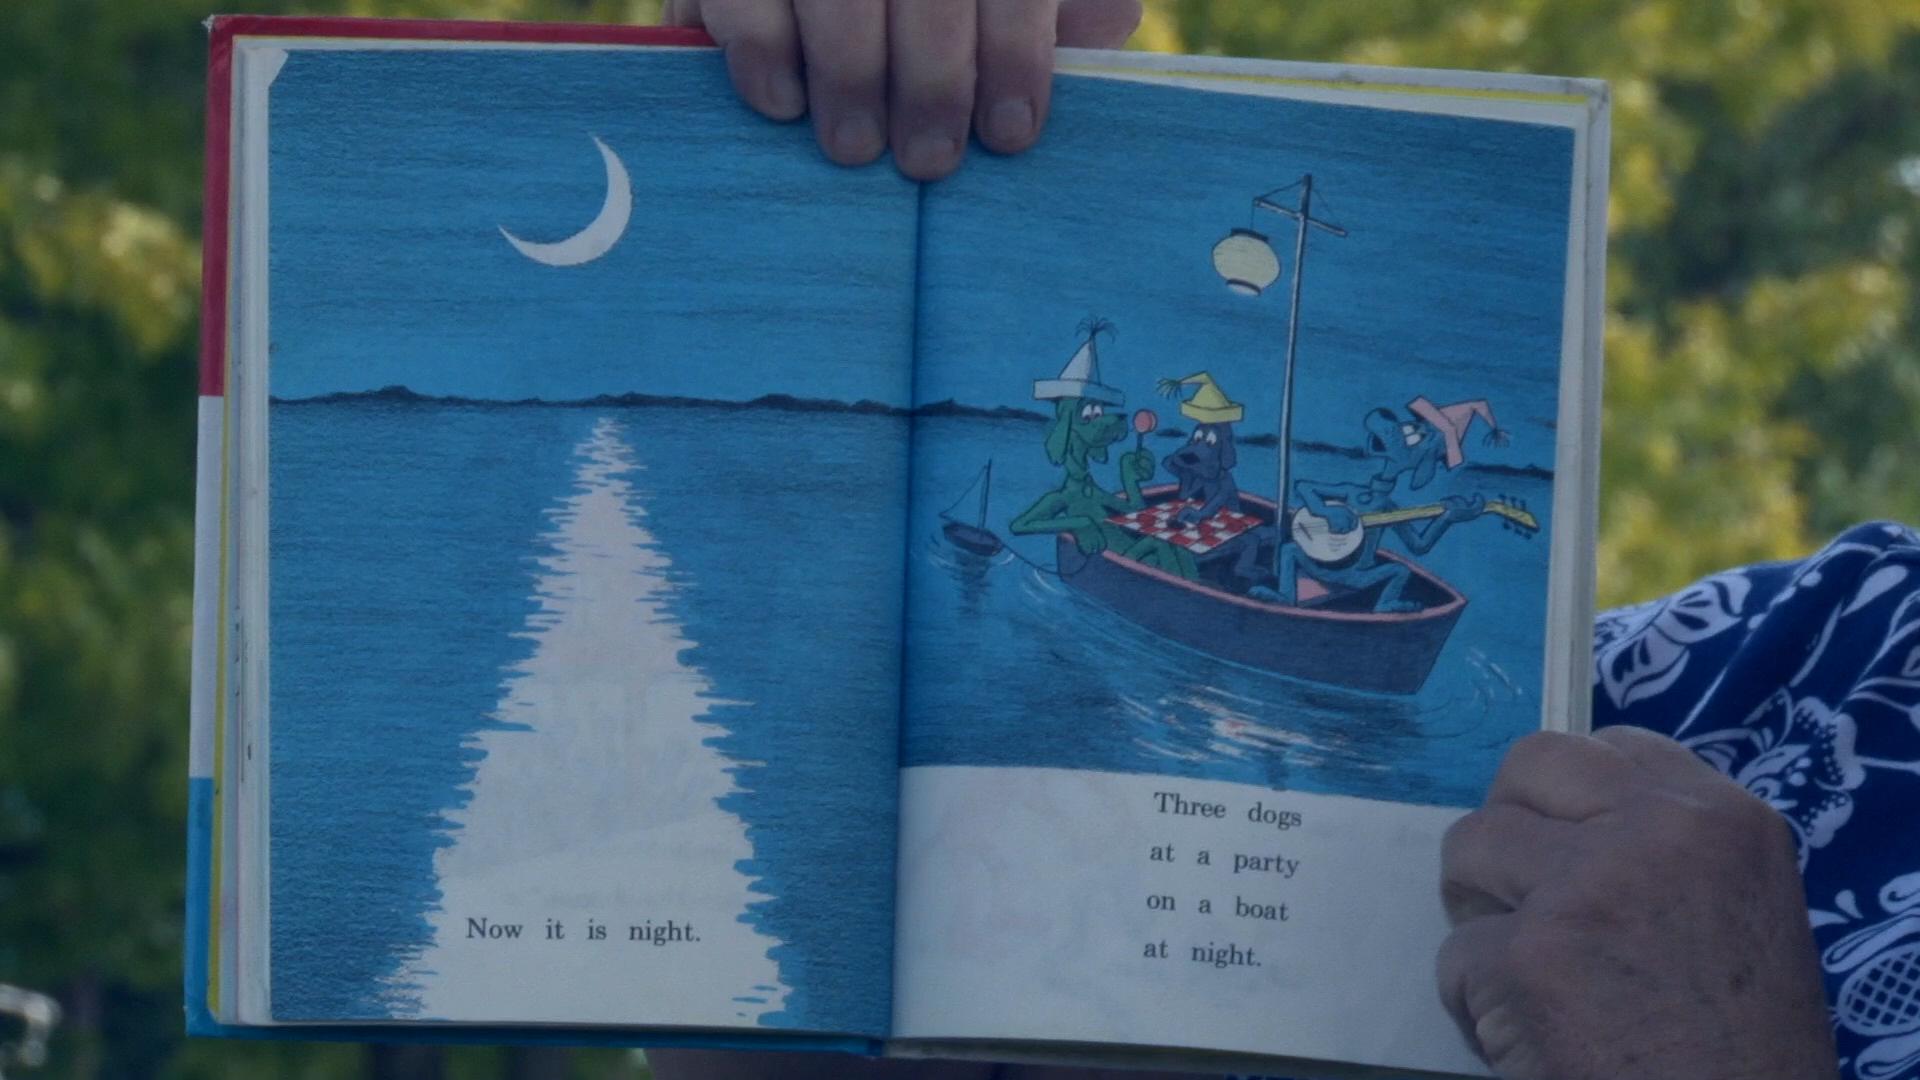 Now it is night.
Three dogs
at a party
on a boat
at night.